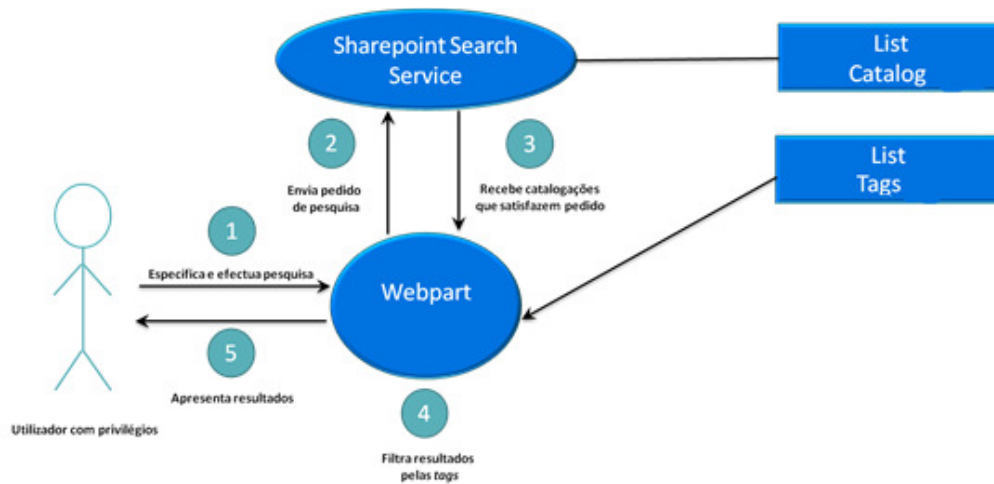 Sharepoint Search
Service
List
Catalog
2
3
List
Tags
Envia pedido
de pesquisa
Recebe catalogações
que satisfazem pedido
1
Especifica e efectua pesquisa
Webpart
5
Apresenta resultados
4
Utilizador com privilégios
Filtra resultados
pelas tags